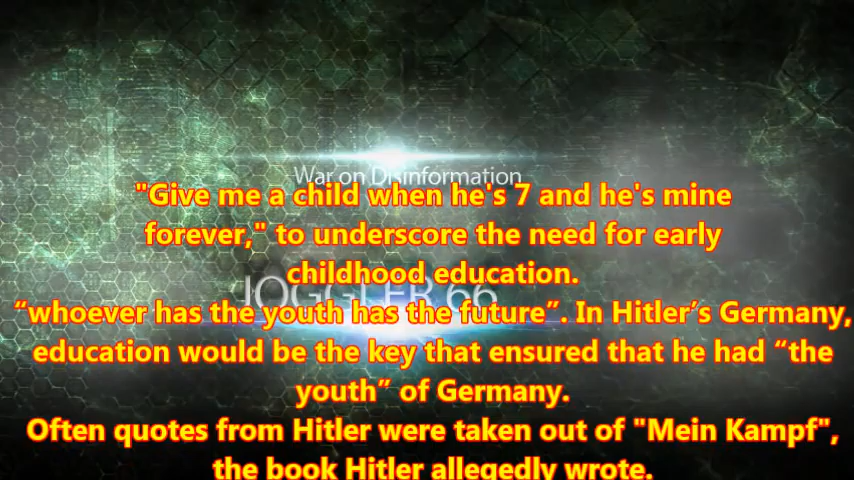 War on Disinformation
"Give me a child when he's 7 and he's mine
forever," to underscore the need for early
childhood education.
JOGGLER 66
“whoever has the youth has the future”. In Hitler’s Germany,
education would be the key that ensured that he had “the
youth” of Germany.
Often quotes from Hitler were taken out of "Mein Kampf",
the book Hitler allegedly wrote.